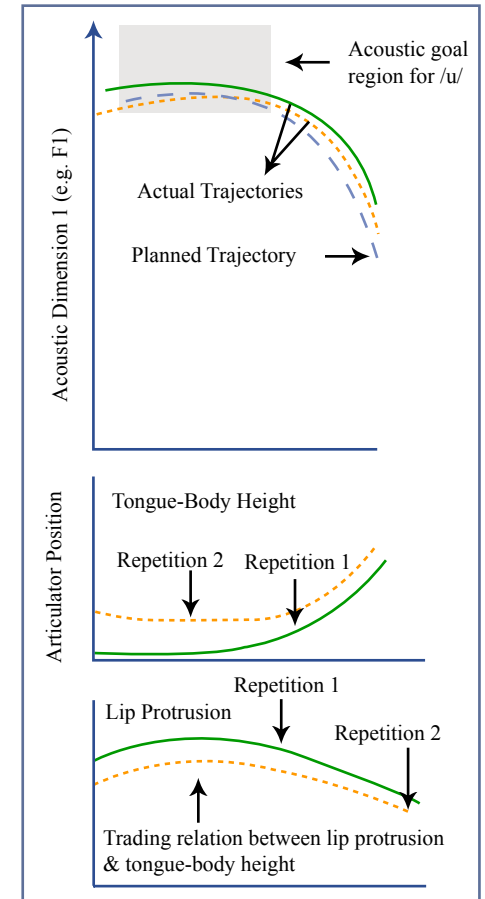 Acoustic goal
region for /u/
Acoustic Dimension 1 (e.g. F1)
Actual Trajectories
Planned Trajectory
Articulator Position
Tongue-Body Height
Repetition 2
Repetition 1
Repetition 1
Lip Protrusion
Repetition 2
Trading relation between lip protrusion
& tongue-body height